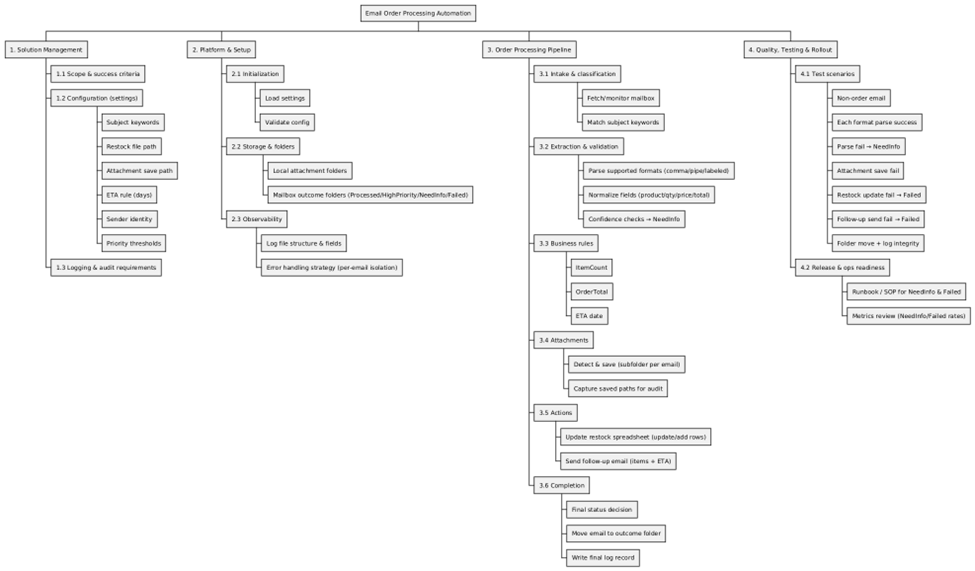 Email Order Processing Automation
1. Solution Management
1.1 Scope & success criteria
1.2 Configuration (settings)
Subject keywords
Restock file path
Attachment save path
ETA rule (days)
Sender identity
Priority thresholds
1.3 Logging & audit requirements
2. Platform & Setup
2.1 Initialization
Load settings
Validate config
2.2 Storage & folders
Local attachment folders
Mailbox outcome folders (Processed/HighPriority/NeedInfo/Failed)
2.3 Observability
Log file structure & fields
Error handling strategy (per-email isolation)
3. Order Processing Pipeline
3.1 Intake & classification
Fetch/monitor mailbox
Match subject keywords
3.2 Extraction & validation
Parse supported formats (comma/pipe/labeled)
Normalize fields (product/qty/price/total)
Confidence checks → NeedInfo
3.3 Business rules
ItemCount
OrderTotal
ETA date
3.4 Attachments
Detect & save (subfolder per email)
Capture saved paths for audit
3.5 Actions
Update restock spreadsheet (update/add rows)
Send follow-up email (items + ETA)
3.6 Completion
Final status decision
Move email to outcome folder
Write final log record
4. Quality, Testing & Rollout
4.1 Test scenarios
Non-order email
Each format parse success
Parse fail → NeedInfo
Attachment save fail
Restock update fail → Failed
Follow-up send fail → Failed
Folder move + log integrity
4.2 Release & ops readiness
Runbook / SOP for NeedInfo & Failed
Metrics review (NeedInfo/Failed rates)